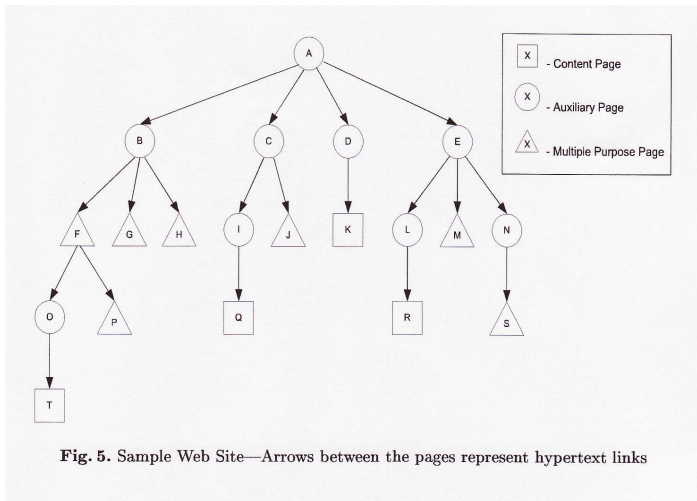 A
X
- Content Page
X
- Auxiliary Page
X
- Multiple Purpose Page
B C D E
F G H I J K L M N
O P Q R S
T
Fig. 5. Sample Web Site—Arrows between the pages represent hypertext links